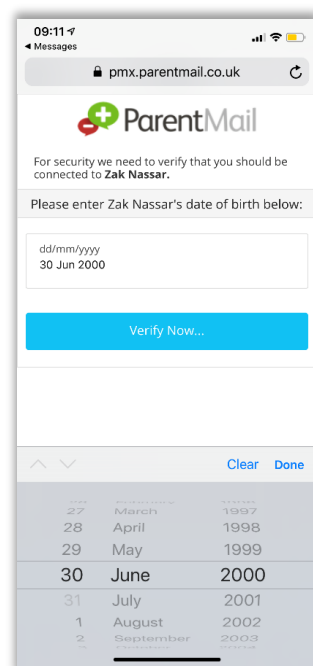 09:11
Messages
pmx.parentmail.co.uk
ParentMail
For security we need to verify that you should be
connected to Zak Nassar.
Please enter Zak Nassar's date of birth below:
dd/mm/yyyy
30 Jun 2000
Verify Now...
Clear Done
27 March 1997
28 April 1998
29 May 1999
30 June 2000
31 July 2001
1 August 2002
2 September 2003